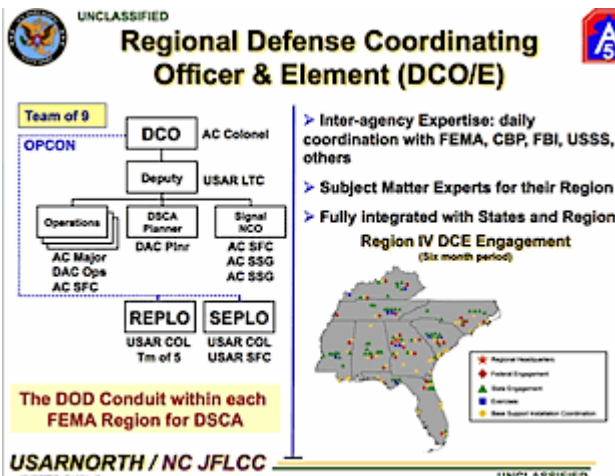 UNCLASSIFIED
Regional Defense Coordinating
Officer & Element (DCO/E)
A
5
Team of 9
OPCON
DCO
AC Colonel
Deputy
USAR LTC
Operations
AC Major
DAC Ops
AC SFC
DSCA
Planner
DAC Plnr
Signal
NCO
AC SFC
AC SSG
AC SSG
REPLO
USAR COL
Tm of 5
SEPLO
USAR COL
USAR SFC
The DOD Conduit within each
FEMA Region for DSCA
➢ Inter-agency Expertise: daily
coordination with FEMA, CBP, FBI, USSS,
others
➢ Subject Matter Experts for their Region
➢ Fully integrated with States and Region
Region IV DCE Engagement
(Six month period)
Regional Headquarters
Federal Engagement
State Engagement
Exercises
Base Support Installation Coordination
USARNORTH / NC JFLCC
UNCLASSIFIED